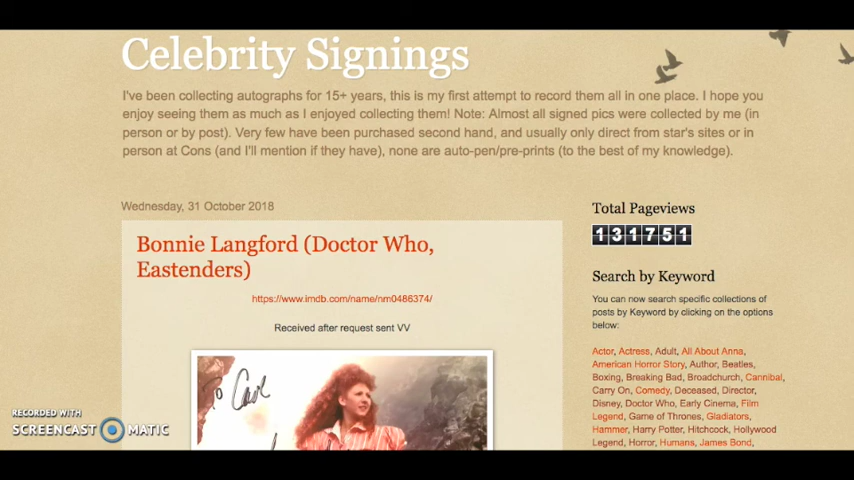 Celebrity Signings
I've been collecting autographs for 15+ years, this is my first attempt to record them all in one place. I hope you
enjoy seeing them as much as I enjoyed collecting them! Note: Almost all signed pics were collected by me (in
person or by post). Very few have been purchased second hand, and usually only direct from star's sites or in
person at Cons (and I'll mention if they have), none are auto-pen/pre-prints (to the best of my knowledge).
Wednesday, 31 October 2018
Bonnie Langford (Doctor Who,
Eastenders)
https://www.imdb.com/name/nm0486374/
Received after request sent VV
To Carl
Total Pageviews
131751
Search by Keyword
You can now search specific collections of
posts by Keyword by clicking on the options
below:
Actor, Actress, Adult, All About Anna,
American Horror Story, Author, Beatles,
Boxing, Breaking Bad, Broadchurch, Cannibal,
Carry On, Comedy, Deceased, Director,
Disney, Doctor Who, Early Cinema, Film
Legend, Game of Thrones, Gladiators,
Hammer, Harry Potter, Hitchcock, Hollywood
Legend, Horror, Humans, James Bond,
RECORDED WITH
SCREENCAST MATIC